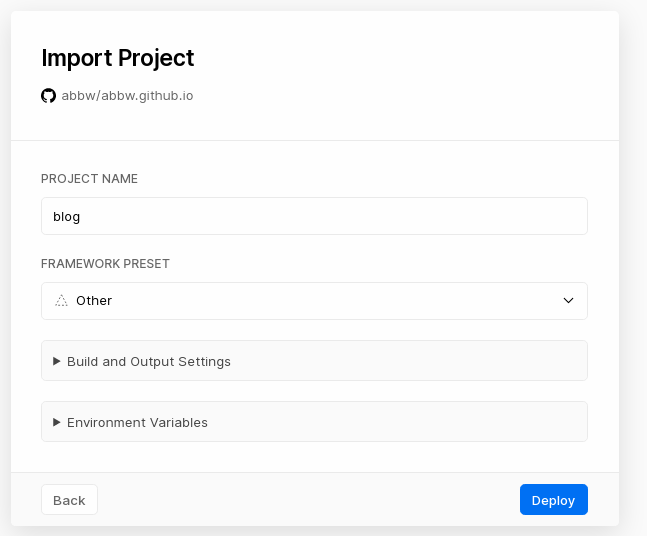 Import Project
abbw/abbw.github.io
PROJECT NAME
blog
FRAMEWORK PRESET
Other
Build and Output Settings
Environment Variables
Back
Deploy